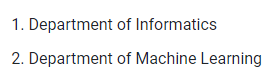 1. Department of Informatics
2. Department of Machine Learning